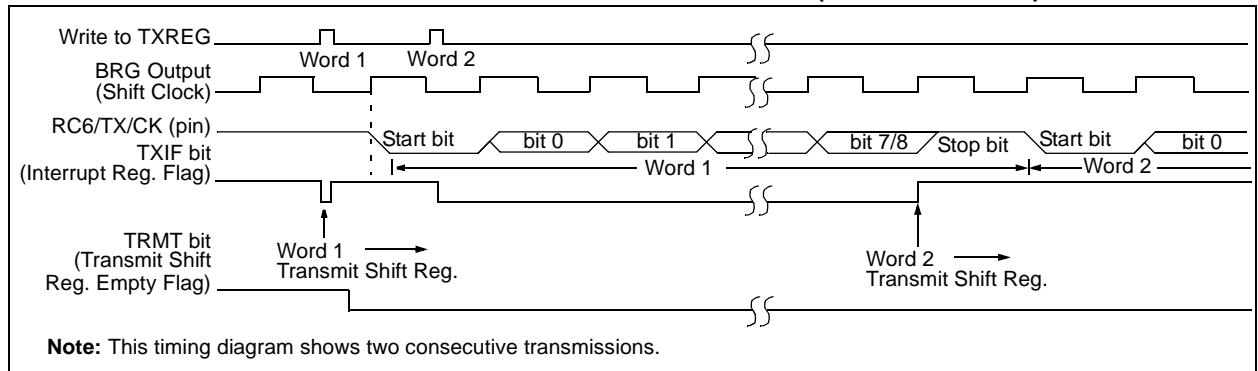 Write to TXREG
Word 1
Word 2
BRG Output
(Shift Clock)
RC6/TX/CK (pin)
Start bit
bit 0
bit 1
bit 7/8
Stop bit
Start bit
bit 0
Word 1
Word 2
TXIF bit
(Interrupt Reg. Flag)
Word 1
Transmit Shift Reg.
Word 2
Transmit Shift Reg.
TRMT bit
(Transmit Shift
Reg. Empty Flag)
Note: This timing diagram shows two consecutive transmissions.